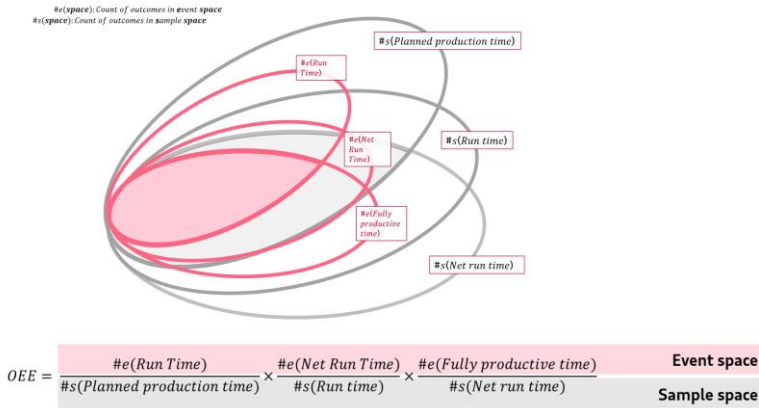 #e(space): Count of outcomes in event space
#s(space): Count of outcomes in sample space
#s(Planned production time)
#e(Run
Time)
#e(Net
Run
Time)
#s(Run time)
#e(Fully
productive
time)
#s(Net run time)
OEE = #e(Run Time)/#s(Planned production time) × #e(Net Run Time)/#s(Run time) × #e(Fully productive time)/#s(Net run time)
Event space
Sample space